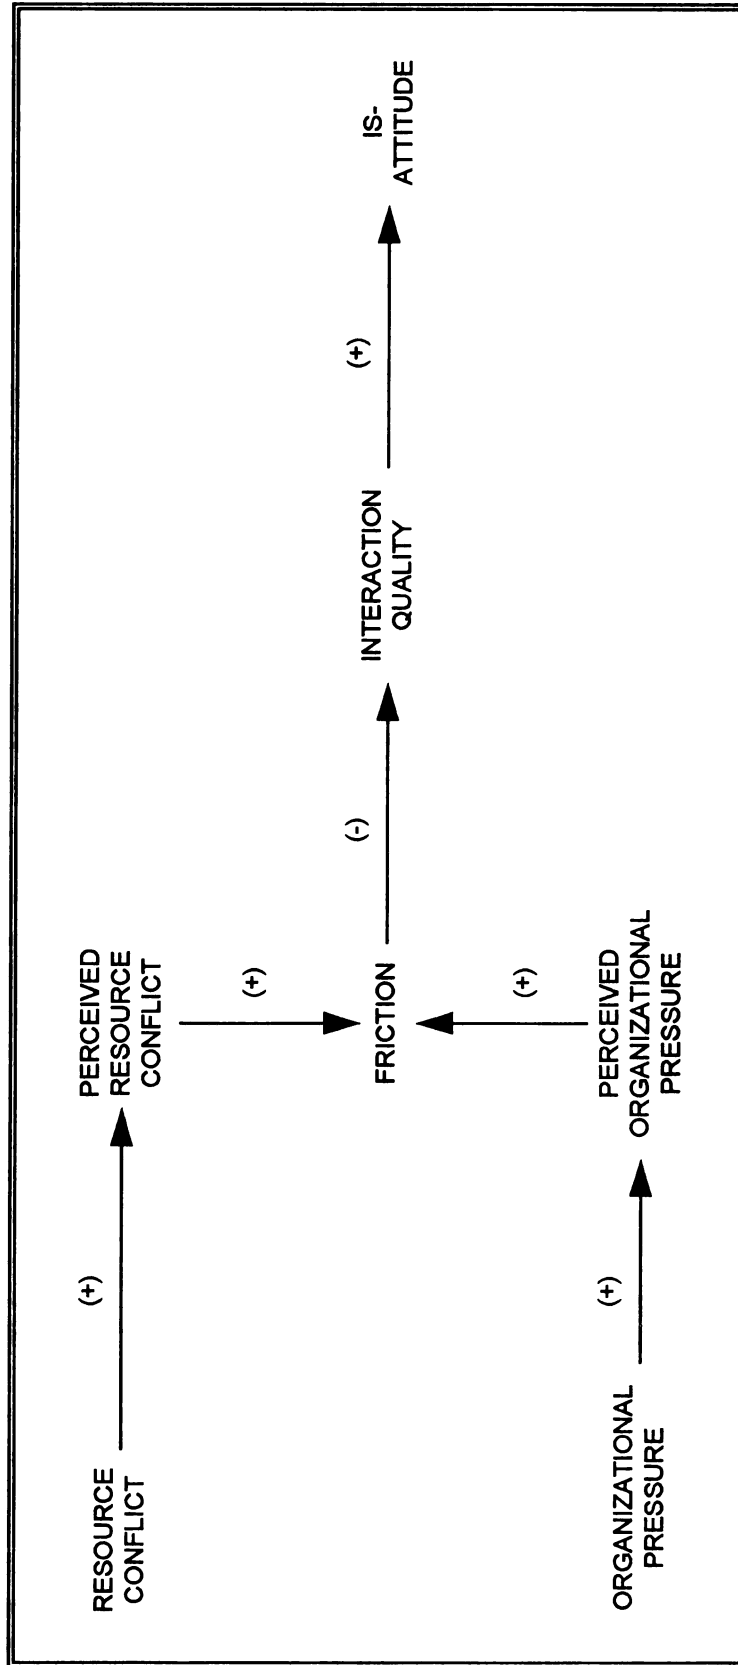 RESOURCE
CONFLICT
(+)
PERCEIVED
RESOURCE
CONFLICT
(+)
FRICTION
(-)
INTERACTION
QUALITY
(+)
IS-
ATTITUDE
(+)
ORGANIZATIONAL
PRESSURE
(+)
PERCEIVED
ORGANIZATIONAL
PRESSURE